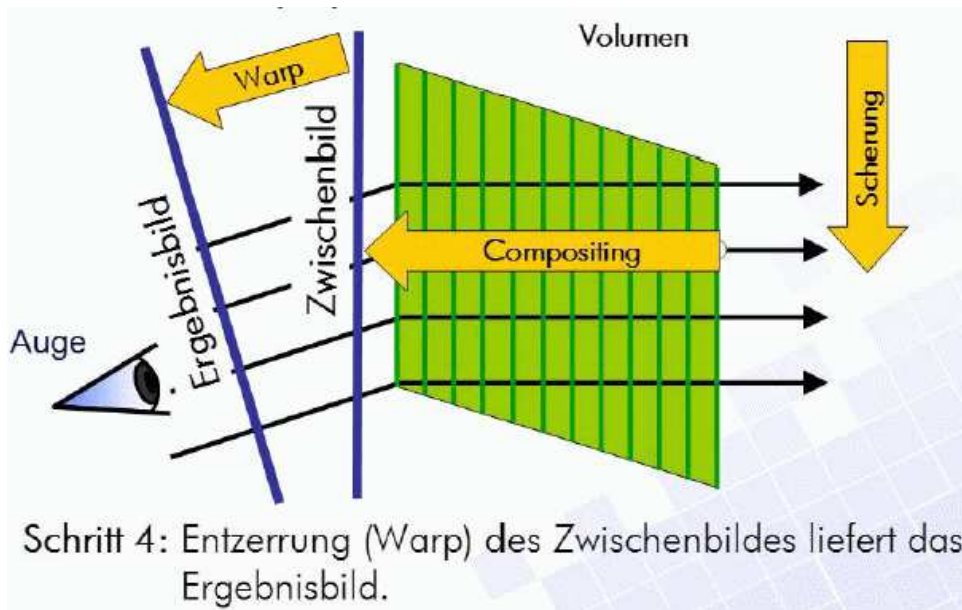 Volumen
Warp
Zwischenbild
Scherung
Ergebnisbild
Compositing
Auge
Schritt 4: Entzerrung (Warp) des Zwischenbildes liefert das
Ergebnisbild.